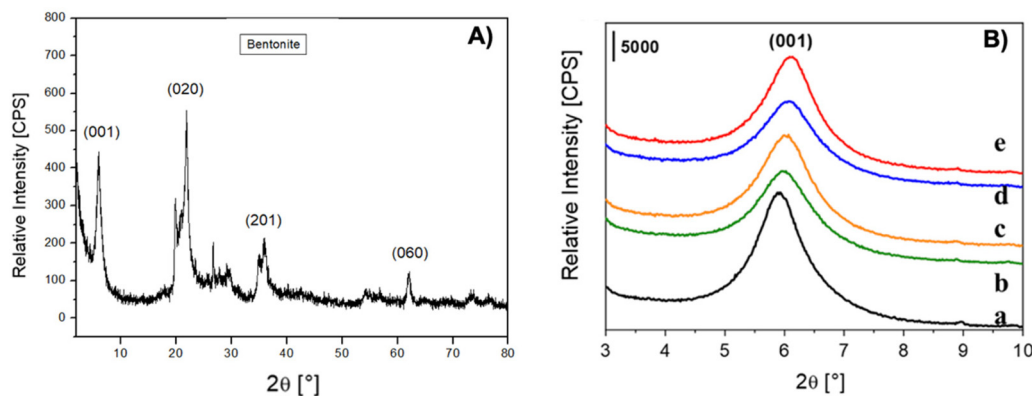 A)
Bentonite
(001)
(020)
(201)
(060)
Relative Intensity [CPS]
800
700
600
500
400
300
200
100
0
10 20 30 40 50 60 70 80
2θ [°]
B)
5000
(001)
Relative Intensity [CPS]
e
d
c
b
a
3 4 5 6 7 8 9 10
2θ [°]